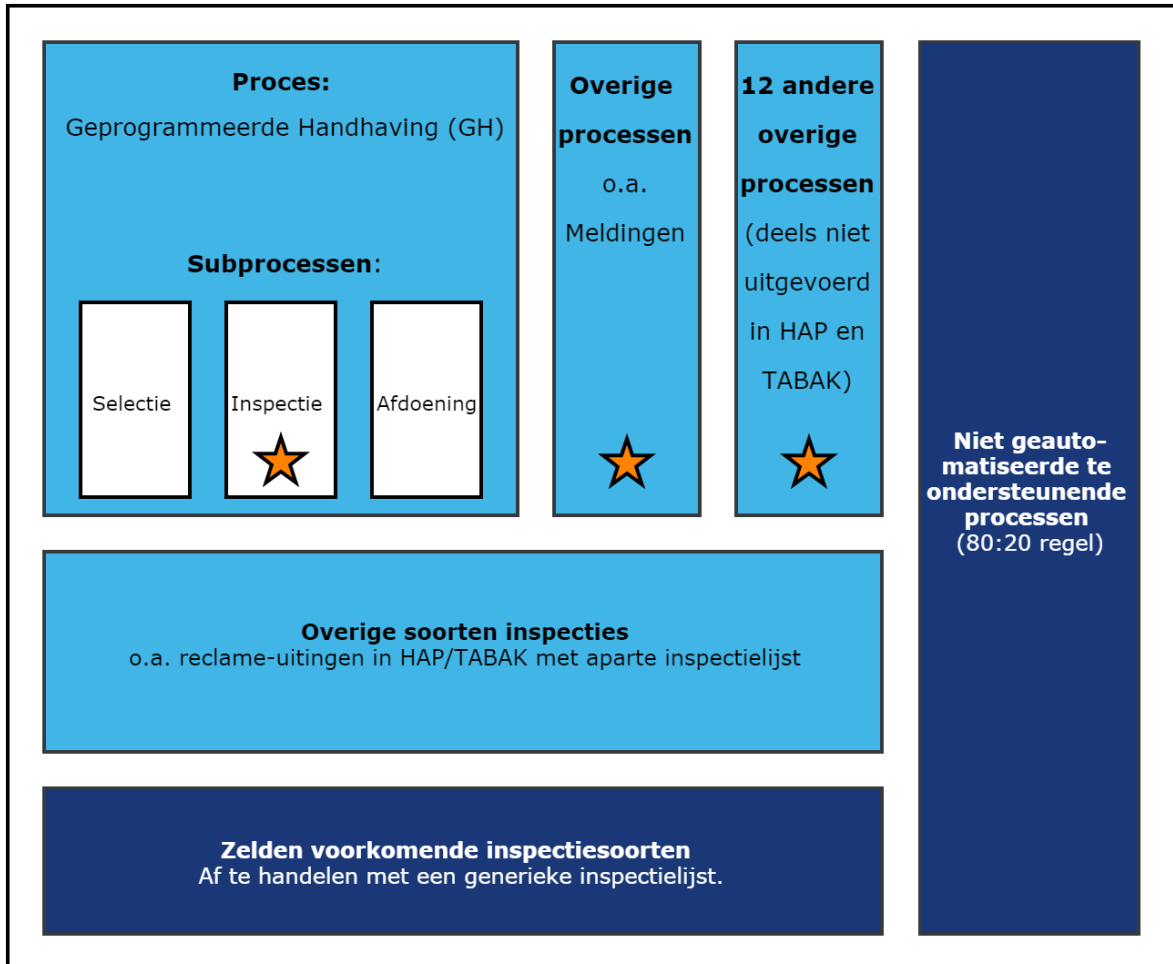 Proces:
Geprogrammeerde Handhaving (GH)
Subprocessen:
Selectie
Inspectie
Afdoening
Overige
processen
o.a.
Meldingen
12 andere
overige
processen
(deels niet
uitgevoerd
in HAP en
TABAK)
Niet geauto-
matiseerde te
ondersteunende
processen
(80:20 regel)
Overige soorten inspecties
o.a. reclame-uitingen in HAP/TABAK met aparte inspectielijst
Zelden voorkomende inspectiesoorten
Af te handelen met een generieke inspectielijst.